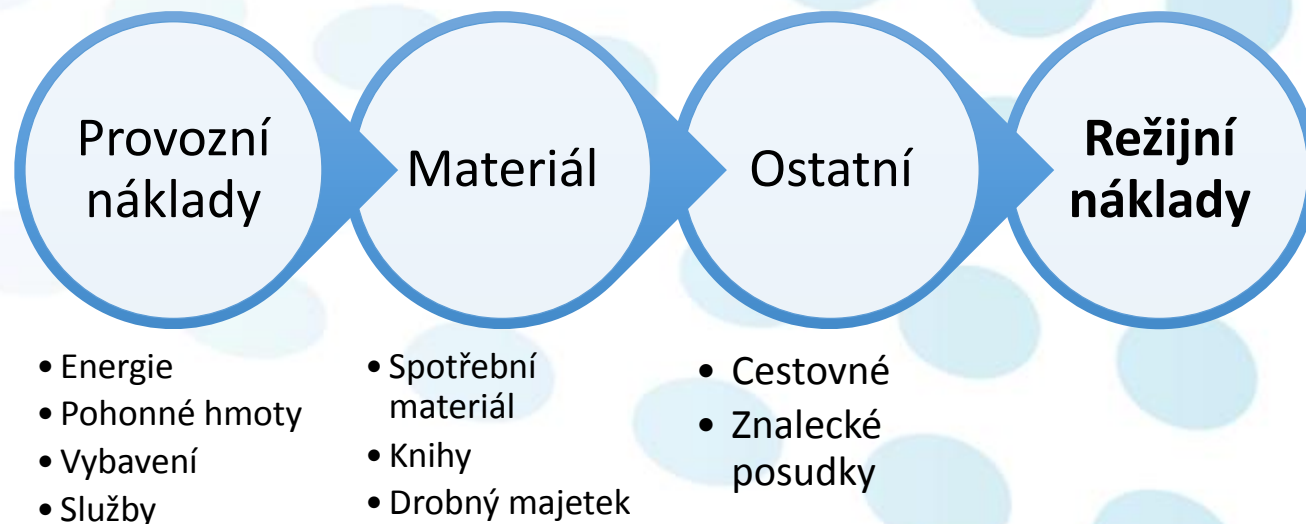 Provozní
náklady
Materiál
Ostatní
Režijní
náklady
• Energie
• Pohonné hmoty
• Vybavení
• Služby
• Spotřební
materiál
• Knihy
• Drobný majetek
• Cestovné
• Znalecké
posudky